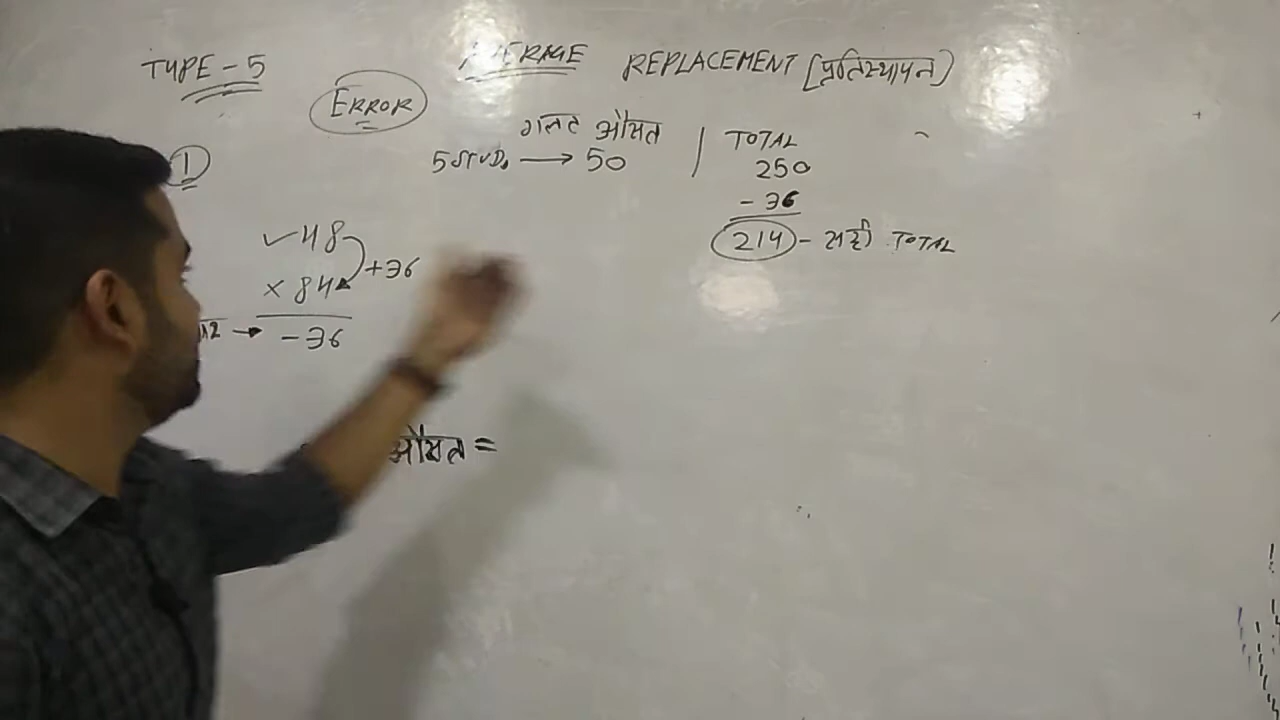 TYPE-5 AVERAGE REPLACEMENT [प्रतिस्थापन]
ERROR
1
गलत औसत
5 STUD. → 50
TOTAL
250
- 36
214 - सही TOTAL
✓48
× 84
+36
→ - 36
औसत =